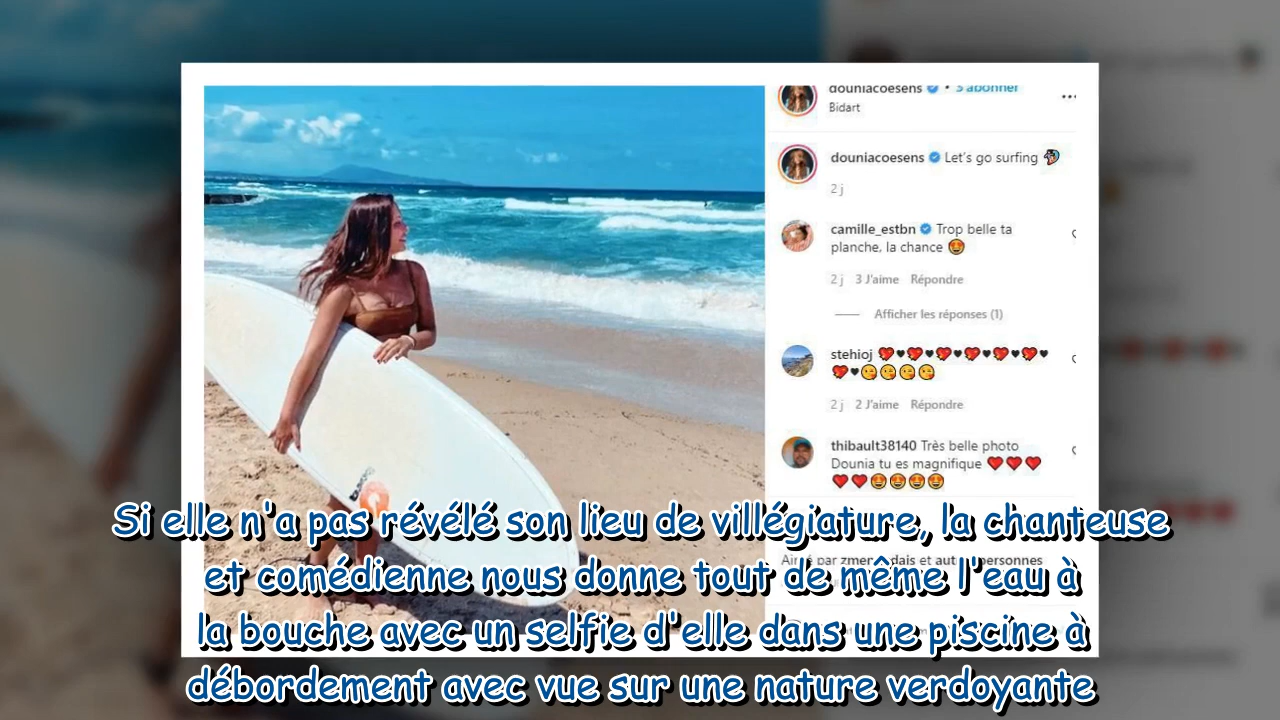 douniacoesens • S'abonner
Bidart
douniacoesens Let's go surfing
2 j
camille_estbn Trop belle ta
planche, la chance
2 j 3 J'aime Répondre
Afficher les réponses (1)
stehioj
2 j 2 J'aime Répondre
thibault38140 Très belle photo
Dounia tu es magnifique
Si elle n'a pas révélé son lieu de villégiature, la chanteuse
et comédienne nous donne tout de même l'eau à
la bouche avec un selfie d'elle dans une piscine à
débordement avec vue sur une nature verdoyante